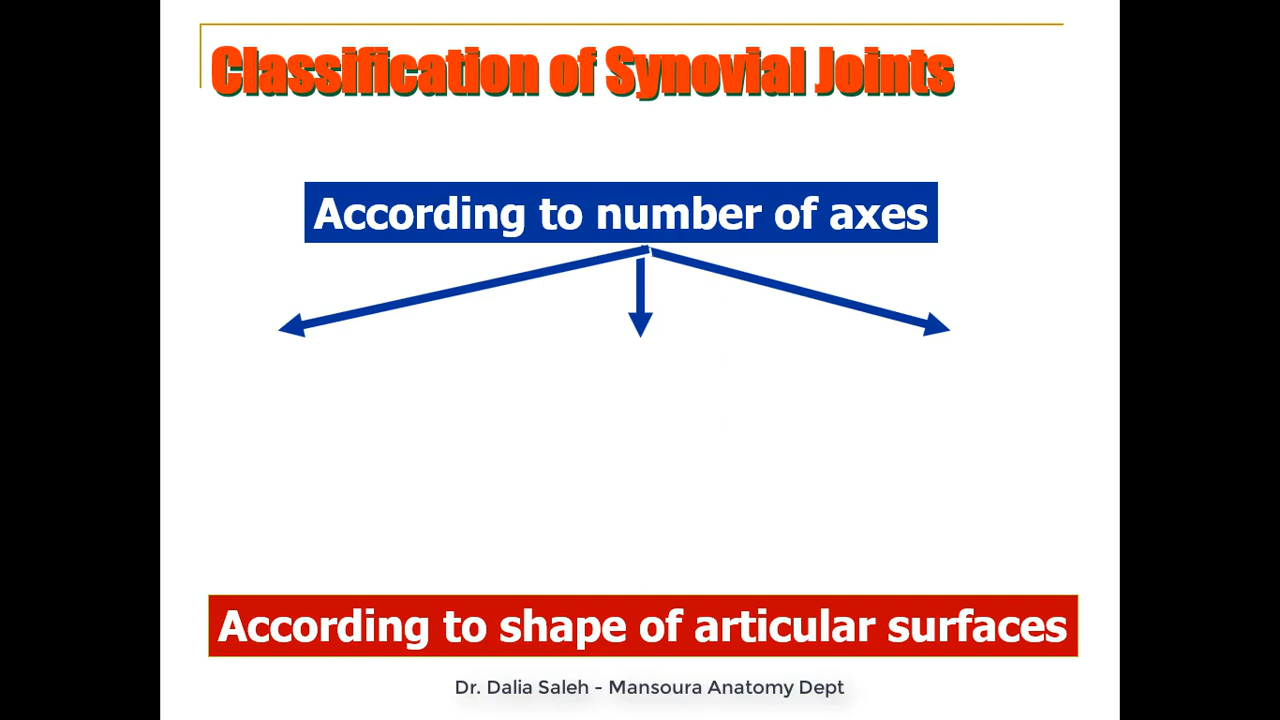 Classification of Synovial Joints
According to number of axes
According to shape of articular surfaces
Dr. Dalia Saleh - Mansoura Anatomy Dept